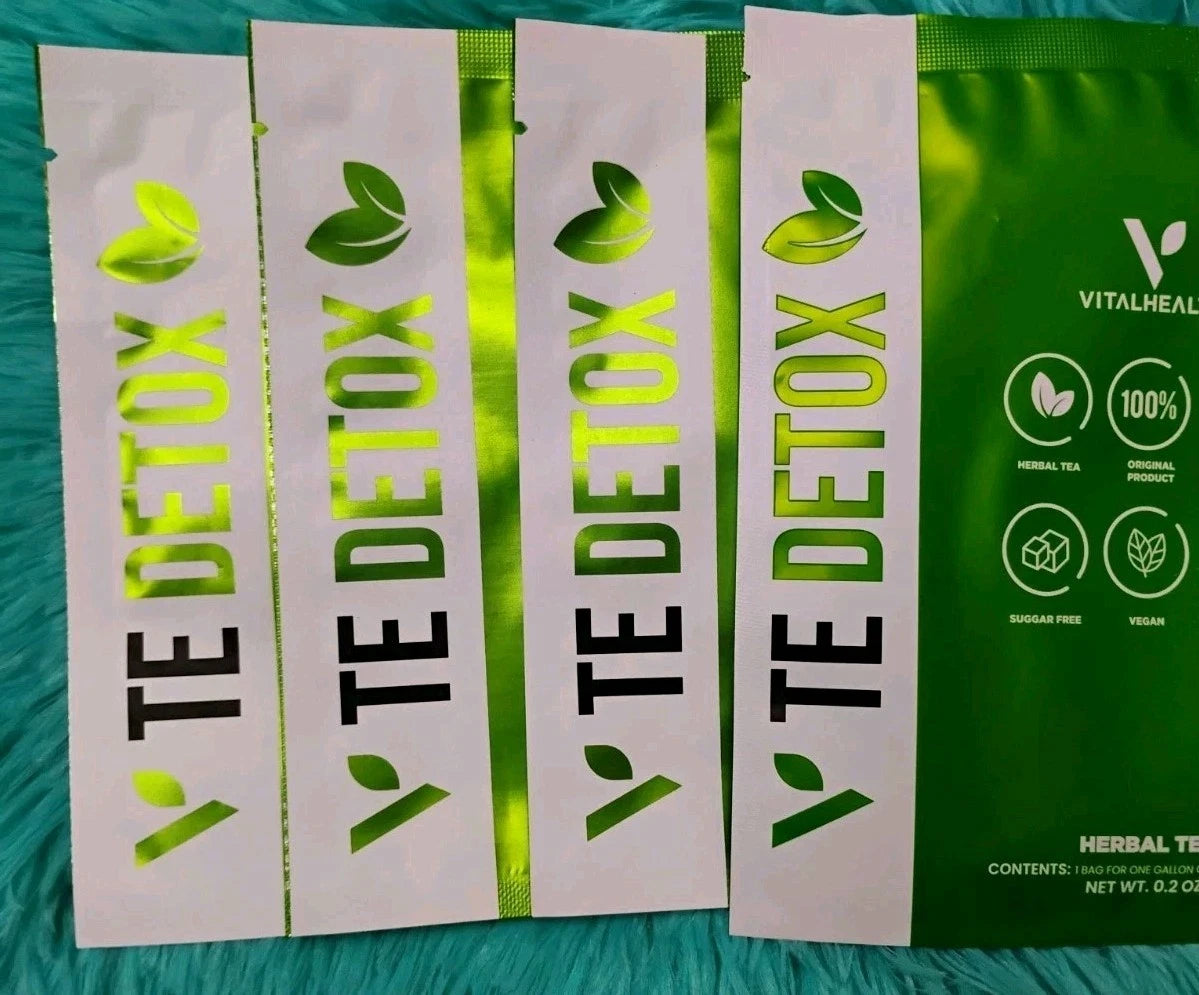 V TE DETOX
V TE DETOX
V TE DETOX
V TE DETOX
V
VITALHEAL
HERBAL TEA
100%
ORIGINAL
PRODUCT
SUGGAR FREE
VEGAN
HERBAL TE
CONTENTS: 1 BAG FOR ONE GALLON
NET WT. 0.2 OZ